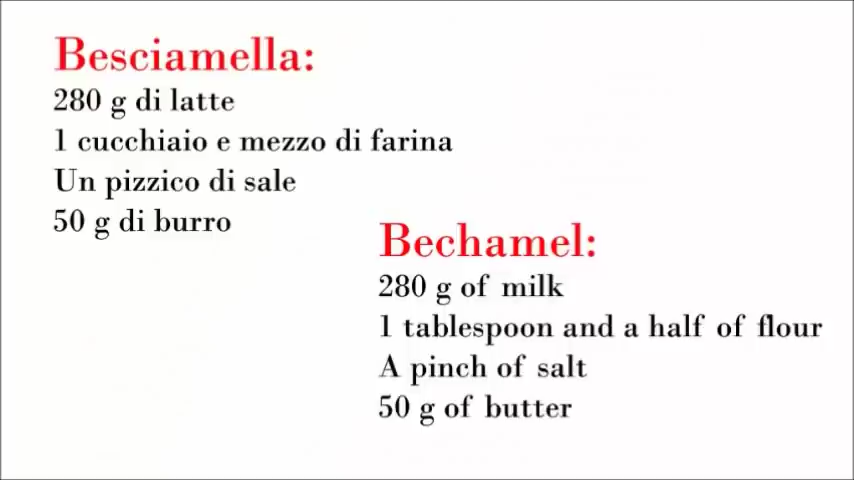 Besciamella:
280 g di latte
1 cucchiaio e mezzo di farina
Un pizzico di sale
50 g di burro
Bechamel:
280 g of milk
1 tablespoon and a half of flour
A pinch of salt
50 g of butter